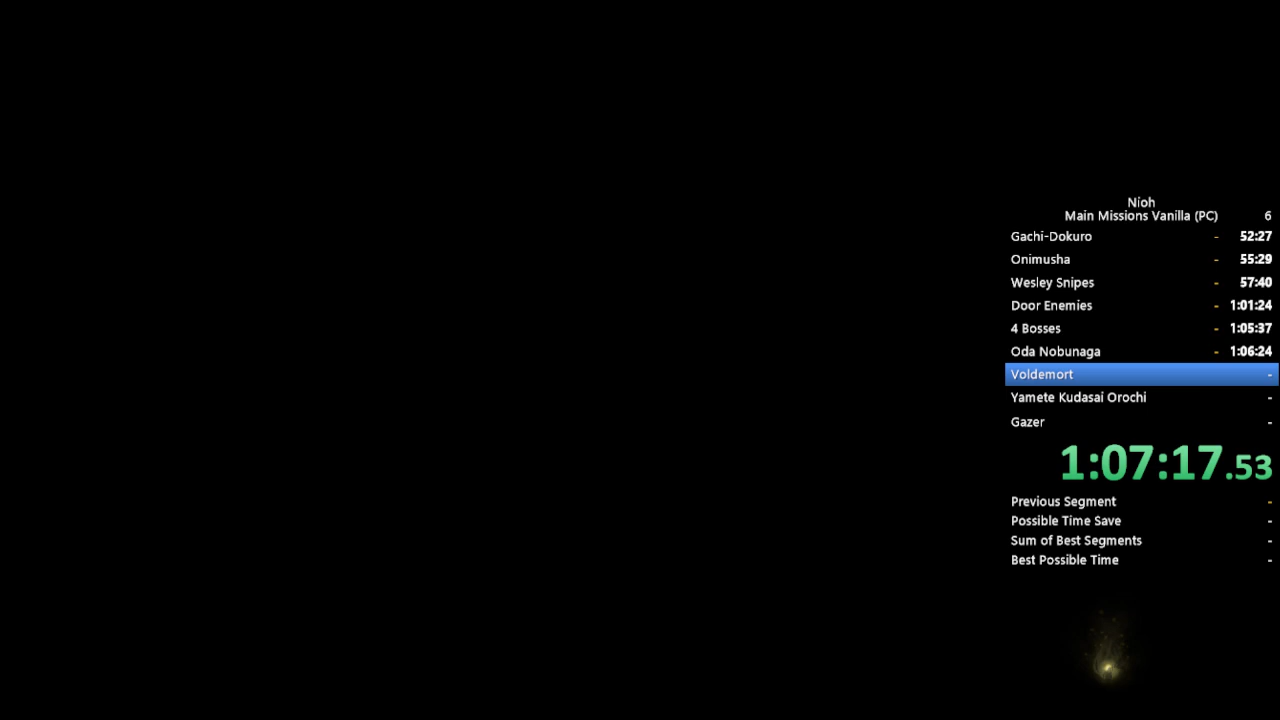 Nioh
Main Missions Vanilla (PC) 6
Gachi-Dokuro - 52:27
Onimusha - 55:29
Wesley Snipes - 57:40
Door Enemies - 1:01:24
4 Bosses - 1:05:37
Oda Nobunaga - 1:06:24
Voldemort -
Yamete Kudasai Orochi -
Gazer -
1:07:17.53
Previous Segment -
Possible Time Save -
Sum of Best Segments -
Best Possible Time -